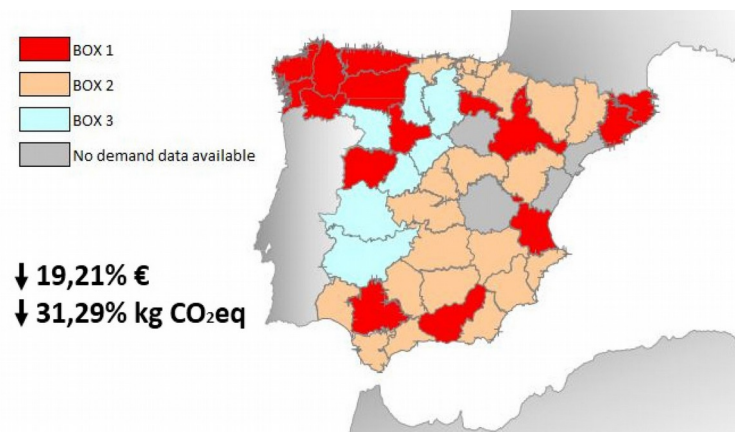 BOX 1
BOX 2
BOX 3
No demand data available
↓ 19,21% €
↓ 31,29% kg CO₂eq